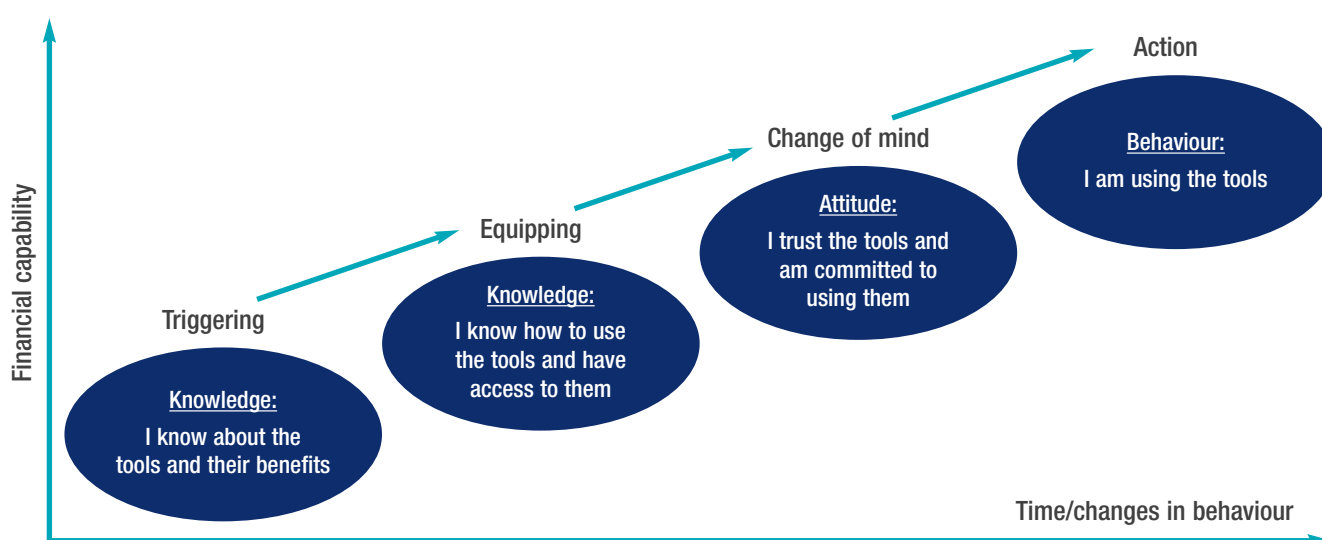 Action
Behaviour:
I am using the tools
Change of mind
Attitude:
I trust the tools and
am committed to
using them
Equipping
Knowledge:
I know how to use
the tools and have
access to them
Triggering
Knowledge:
I know about the
tools and their benefits
Financial capability
Time/changes in behaviour